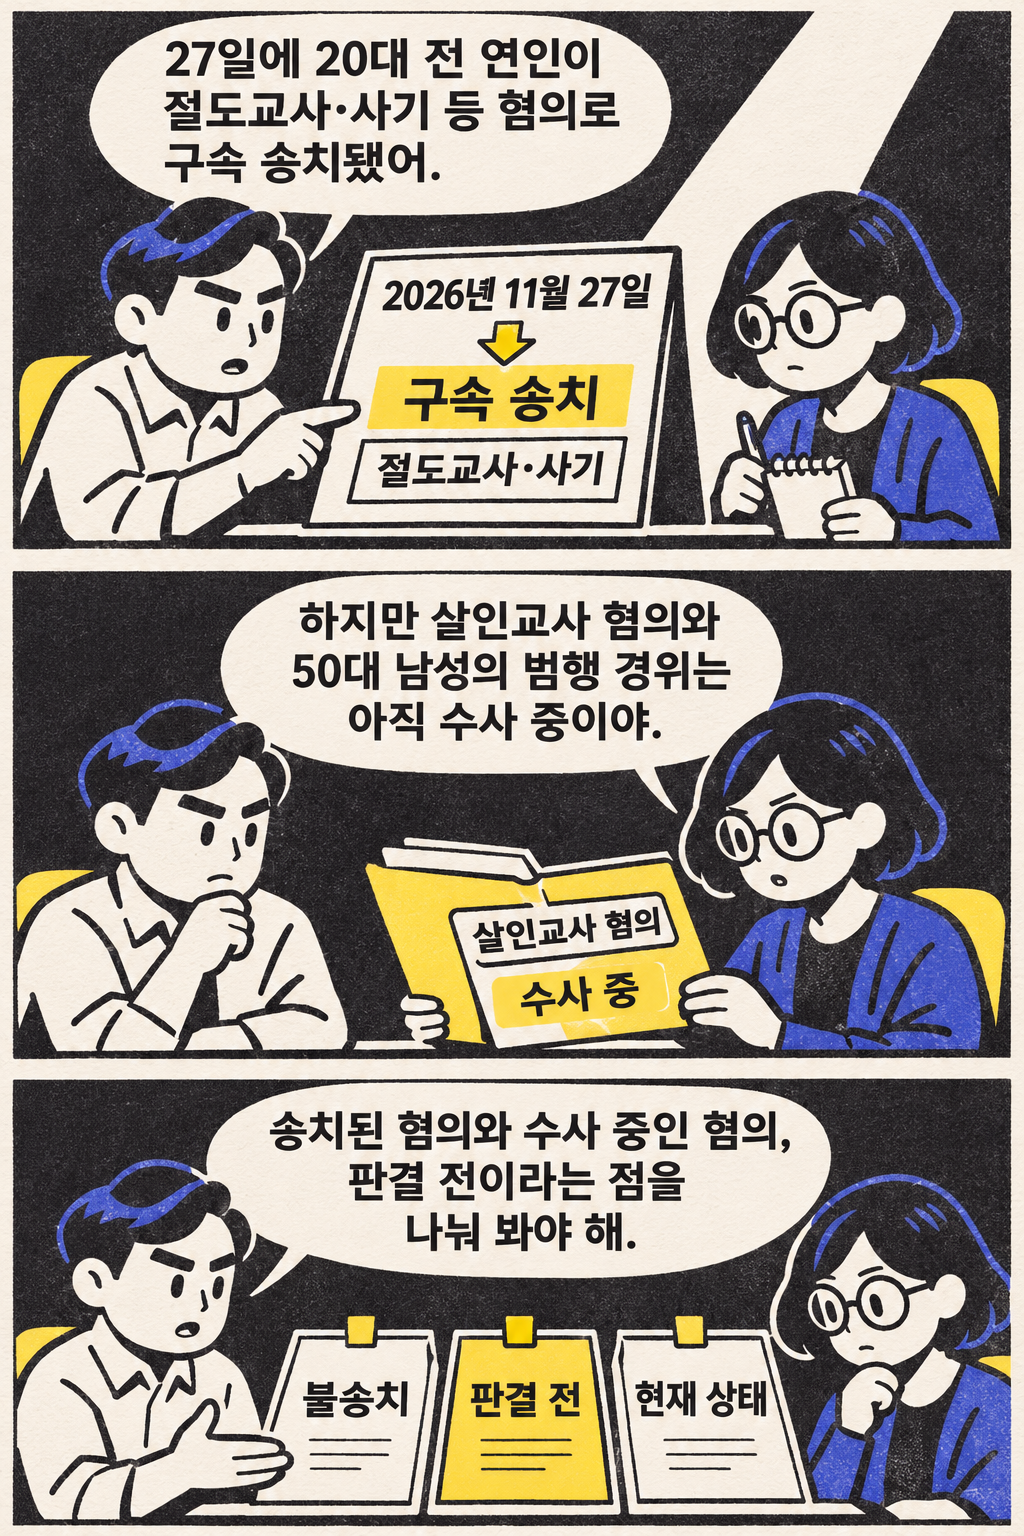 27일에 20대 전 연인이
절도교사·사기 등 혐의로
구속 송치됐어.
2026년 11월 27일
구속 송치
절도교사·사기
하지만 살인교사 혐의와
50대 남성의 범행 경위는
아직 수사 중이야.
살인교사 혐의
수사 중
송치된 혐의와 수사 중인 혐의,
판결 전이라는 점을
나눠 봐야 해.
불송치
판결 전
현재 상태